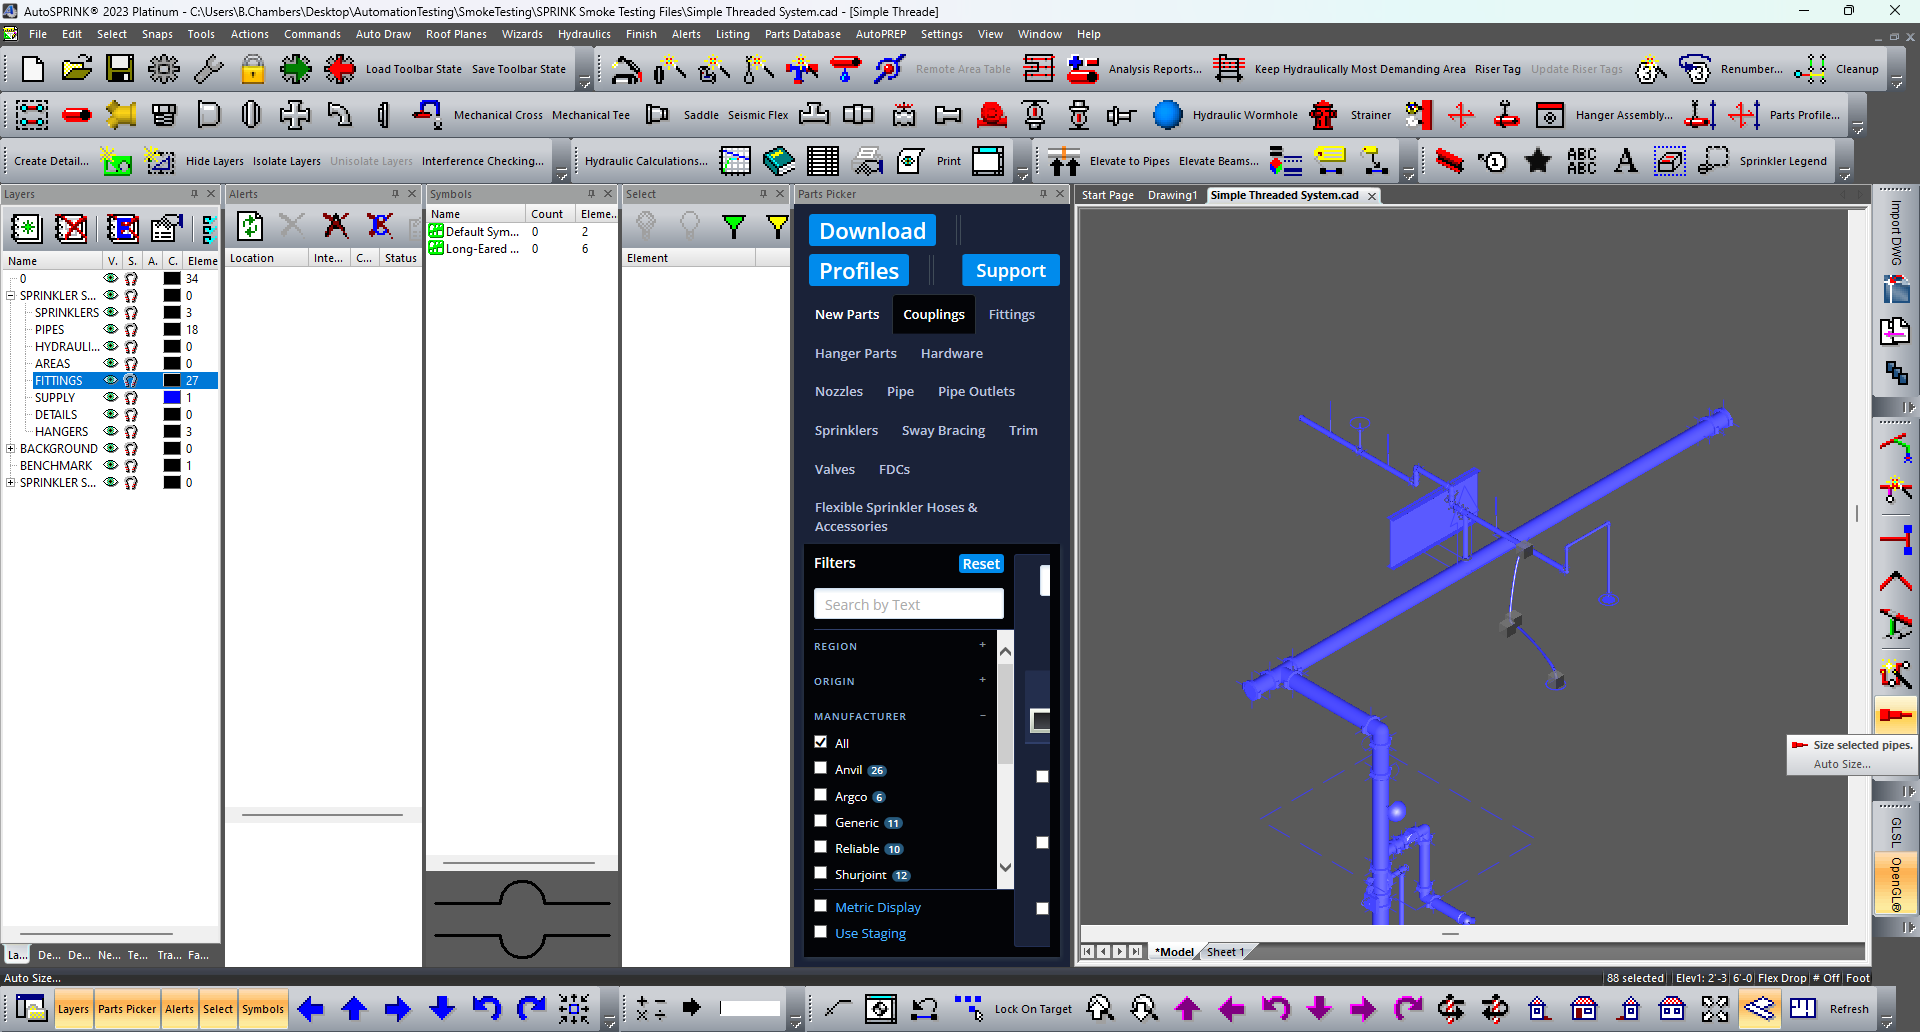 AutoSPRINK® 2023 Platinum - C:\Users\B.Chambers\Desktop\AutomationTesting\SmokeTesting\SPRINK Smoke Testing Files\Simple Threaded System.cad - [Simple Threade]
File Edit Select Snaps Tools Actions Commands Auto Draw Roof Planes Wizards Hydraulics Finish Alerts Listing Parts Database AutoPREP Settings View Window Help
Load Toolbar State Save Toolbar State Remote Area Table Analysis Reports... Keep Hydraulically Most Demanding Area Riser Tag Update Riser Tags Renumber... Cleanup
Mechanical Cross Mechanical Tee Saddle Seismic Flex Hydraulic Wormhole Strainer Hanger Assembly... Parts Profile...
Create Detail... Hide Layers Isolate Layers Unisolate Layers Interference Checking... Hydraulic Calculations... Print Elevate to Pipes Elevate Beams... ABC ABC A Sprinkler Legend
Layers
Name V. S. A. C. Eleme
0 34
SPRINKLER S... 0
SPRINKLERS 3
PIPES 18
HYDRAULI... 0
AREAS 0
FITTINGS 27
SUPPLY 1
DETAILS 0
HANGERS 3
BACKGROUND 0
BENCHMARK 1
SPRINKLER S... 0
La... De... De... Ne... Te... Tra... Fa...
Alerts
Location Inte... C... Status
Symbols
Name Count Eleme...
Default Sym... 0 2
Long-Eared ... 0 6
Select
Element
Parts Picker
Download
Profiles Support
New Parts Couplings Fittings
Hanger Parts Hardware
Nozzles Pipe Pipe Outlets
Sprinklers Sway Bracing Trim
Valves FDCs
Flexible Sprinkler Hoses &
Accessories
Filters Reset
Search by Text
REGION +
ORIGIN +
MANUFACTURER −
All
Anvil 26
Argco 6
Generic 11
Reliable 10
Shurjoint 12
Metric Display
Use Staging
Start Page Drawing1 Simple Threaded System.cad
*Model Sheet 1
Import DWG
Size selected pipes.
Auto Size...
GLSL
OpenGL®
Auto Size... 88 selected Elev1: 2'-3 6'-0 Flex Drop # Off Foot
Layers Parts Picker Alerts Select Symbols Lock On Target Refresh